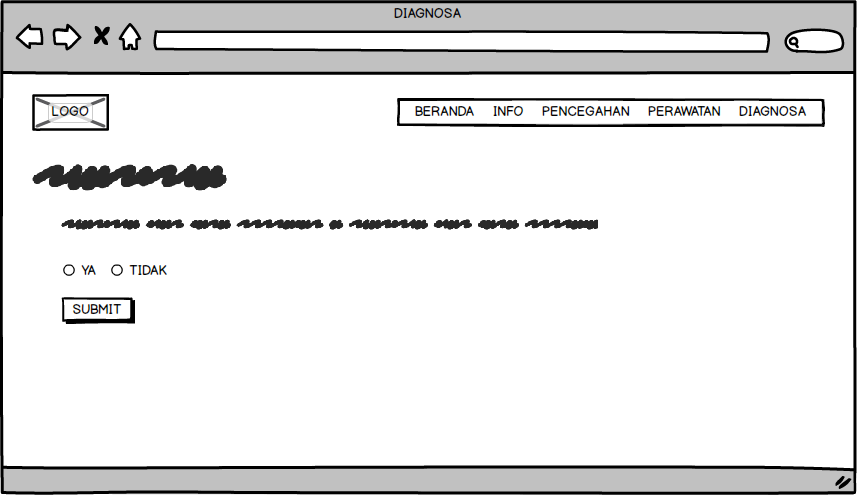 DIAGNOSA
LOGO
BERANDA INFO PENCEGAHAN PERAWATAN DIAGNOSA
YA TIDAK
SUBMIT